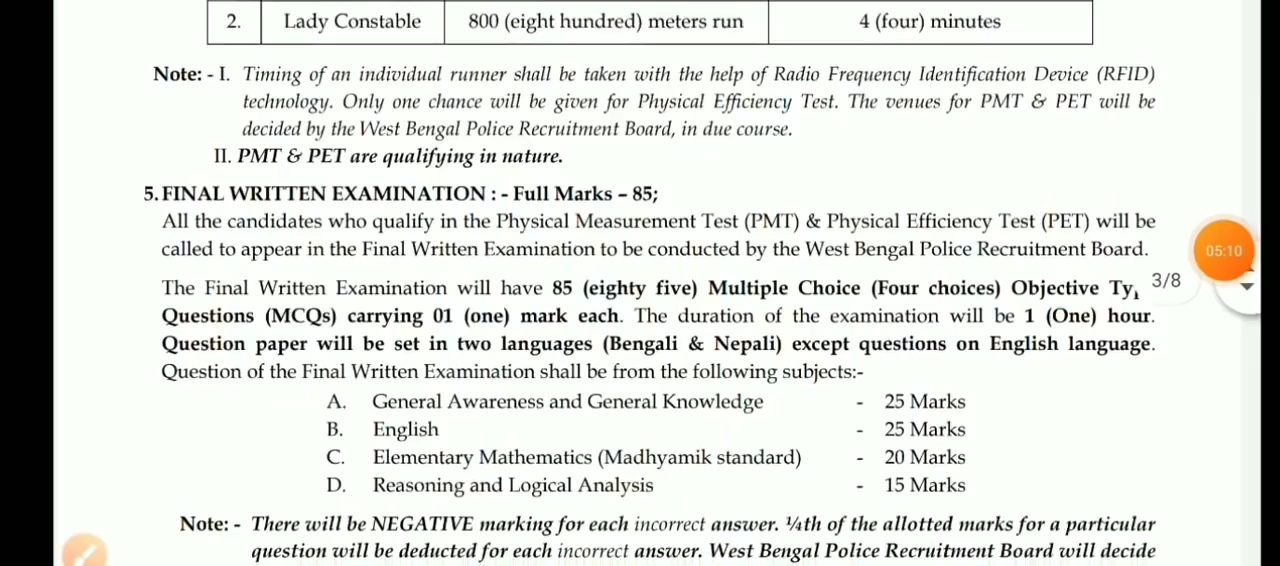 2. Lady Constable 800 (eight hundred) meters run 4 (four) minutes
Note: - I. Timing of an individual runner shall be taken with the help of Radio Frequency Identification Device (RFID)
technology. Only one chance will be given for Physical Efficiency Test. The venues for PMT & PET will be
decided by the West Bengal Police Recruitment Board, in due course.
II. PMT & PET are qualifying in nature.
5. FINAL WRITTEN EXAMINATION : - Full Marks – 85;
All the candidates who qualify in the Physical Measurement Test (PMT) & Physical Efficiency Test (PET) will be
called to appear in the Final Written Examination to be conducted by the West Bengal Police Recruitment Board.
05:10
The Final Written Examination will have 85 (eighty five) Multiple Choice (Four choices) Objective Ty
3/8
Questions (MCQs) carrying 01 (one) mark each. The duration of the examination will be 1 (One) hour.
Question paper will be set in two languages (Bengali & Nepali) except questions on English language.
Question of the Final Written Examination shall be from the following subjects:-
A. General Awareness and General Knowledge - 25 Marks
B. English - 25 Marks
C. Elementary Mathematics (Madhyamik standard) - 20 Marks
D. Reasoning and Logical Analysis - 15 Marks
Note: - There will be NEGATIVE marking for each incorrect answer. ¼th of the allotted marks for a particular
question will be deducted for each incorrect answer. West Bengal Police Recruitment Board will decide